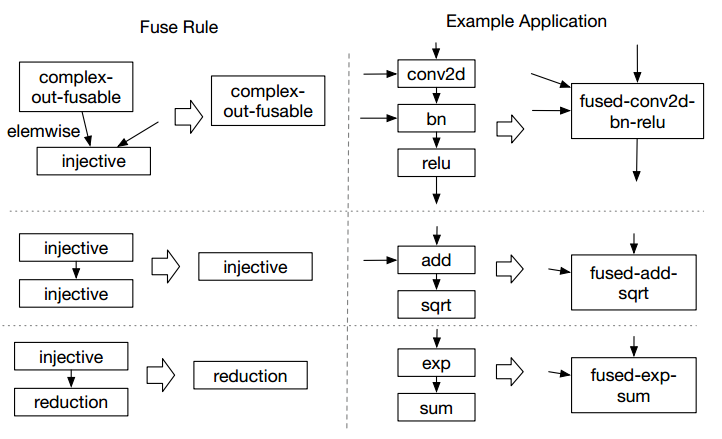 Fuse Rule
Example Application
complex-
out-fusable
elemwise
injective
complex-
out-fusable
conv2d
bn
relu
fused-conv2d-
bn-relu
injective
injective
injective
add
sqrt
fused-add-
sqrt
injective
reduction
reduction
exp
sum
fused-exp-
sum